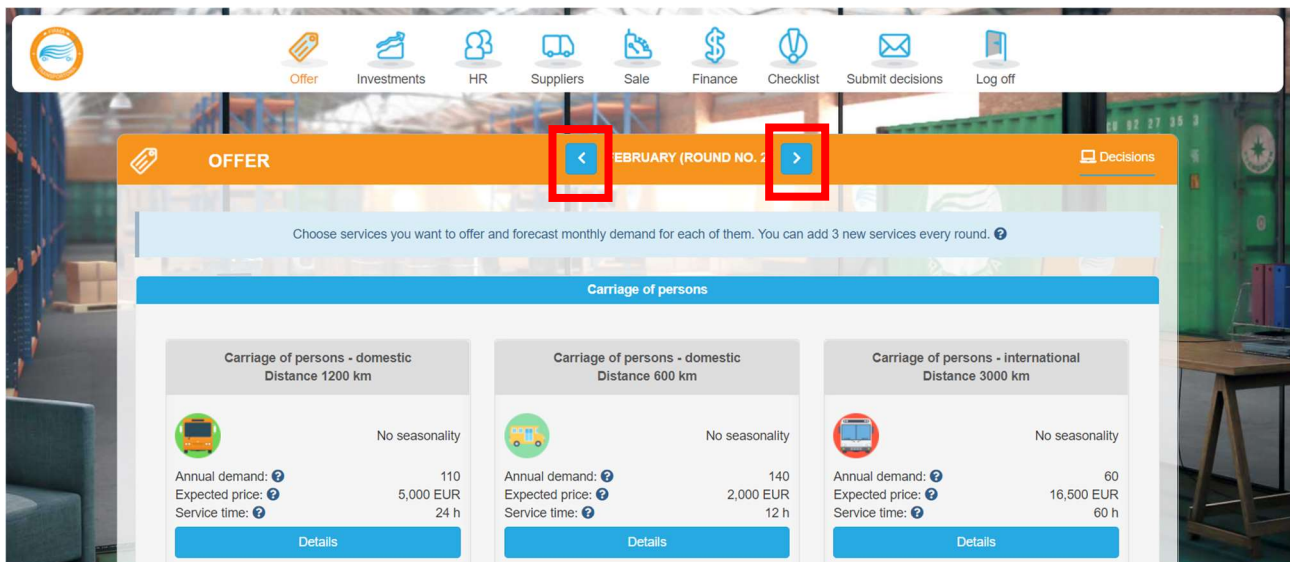 Offer
Investments
HR
Suppliers
Sale
Finance
Checklist
Submit decisions
Log off
OFFER
FEBRUARY (ROUND NO. 2
Decisions
Choose services you want to offer and forecast monthly demand for each of them. You can add 3 new services every round.
Carriage of persons
Carriage of persons - domestic
Distance 1200 km
No seasonality
Annual demand: 110
Expected price: 5,000 EUR
Service time: 24 h
Details
Carriage of persons - domestic
Distance 600 km
No seasonality
Annual demand: 140
Expected price: 2,000 EUR
Service time: 12 h
Details
Carriage of persons - international
Distance 3000 km
No seasonality
Annual demand: 60
Expected price: 16,500 EUR
Service time: 60 h
Details